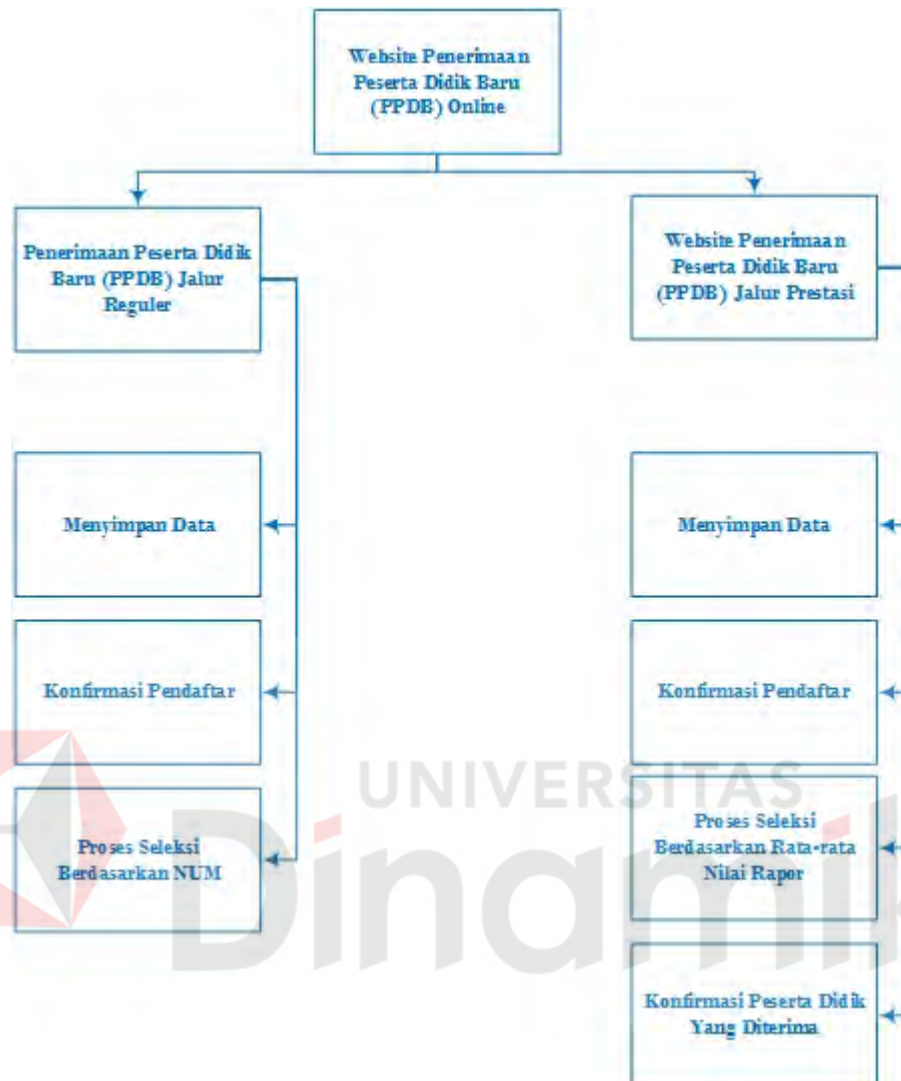 Website Penerimaan
Peserta Didik Baru
(PPDB) Online
Penerimaan Peserta Didik
Baru (PPDB) Jalur
Reguler
Website Penerimaan
Peserta Didik Baru
(PPDB) Jalur Prestasi
Menyimpan Data
Menyimpan Data
Konfirmasi Pendaftar
Konfirmasi Pendaftar
UNIVERSITAS
Proses Seleksi
Berdasarkan NUM
Proses Seleksi
Berdasarkan Rata-rata
Nilai Rapor
Konfirmasi Peserta Didik
Yang Diterima